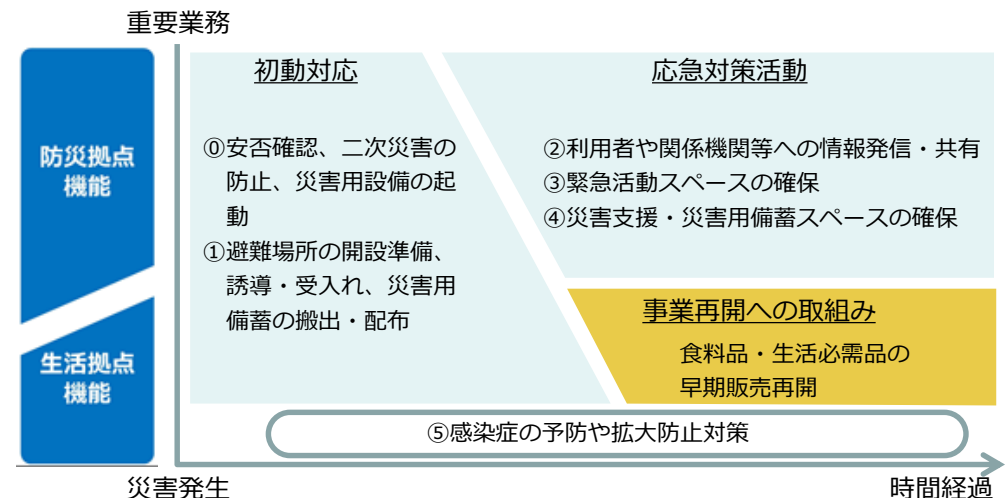 重要業務
防災拠点
機能
生活拠点
機能
初動対応
⓪安否確認、二次災害の
防止、災害用設備の起
動
①避難場所の開設準備、
誘導・受入れ、災害用
備蓄の搬出・配布
応急対策活動
②利用者や関係機関等への情報発信・共有
③緊急活動スペースの確保
④災害支援・災害用備蓄スペースの確保
事業再開への取組み
食料品・生活必需品の
早期販売再開
⑤感染症の予防や拡大防止対策
災害発生
時間経過